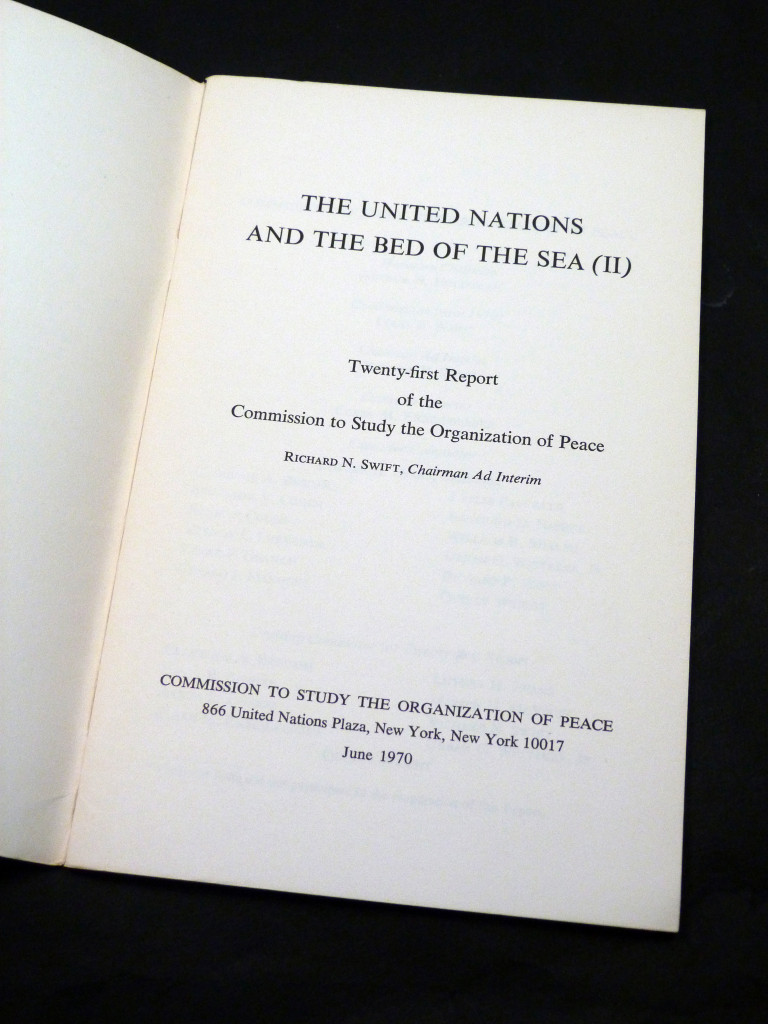 THE UNITED NATIONS
AND THE BED OF THE SEA (II)
Twenty-first Report
of the
Commission to Study the Organization of Peace
RICHARD N. SWIFT, Chairman Ad Interim
COMMISSION TO STUDY THE ORGANIZATION OF PEACE
866 United Nations Plaza, New York, New York 10017
June 1970